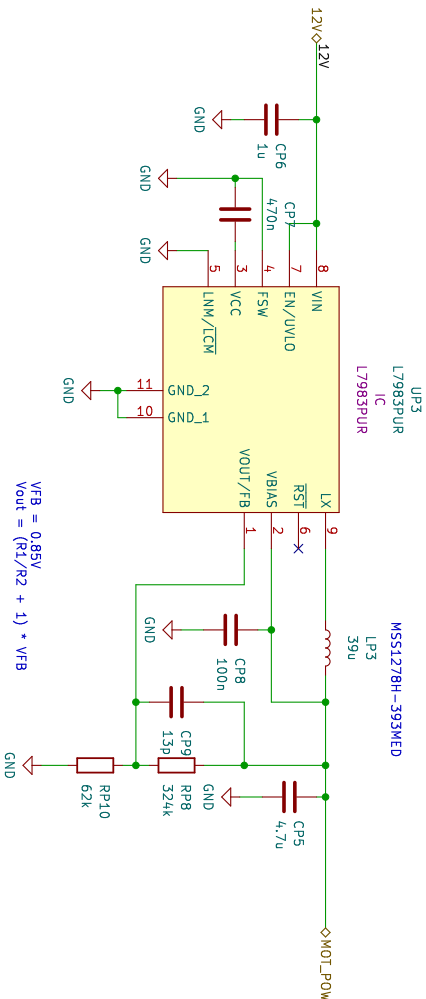 12V
12V
CP6
1u
GND
GND
CP7
470n
GND
8
7
4
3
5
VIN
EN/UVLO
FSW
VCC
LNM/LCM
UP3
L7983PUR
IC
L7983PUR
11
GND_2
10
GND_1
GND
VOUT/FB
VBIAS
RST
LX
1
2
6
9
VFB = 0.85V
Vout = (R1/R2 + 1) * VFB
GND
CP8
100n
LP3
39u
MSS1278H-393MED
CP9
13p
GND
RP10
62k
RP8
324k
GND
CP5
4.7u
MOT_POW